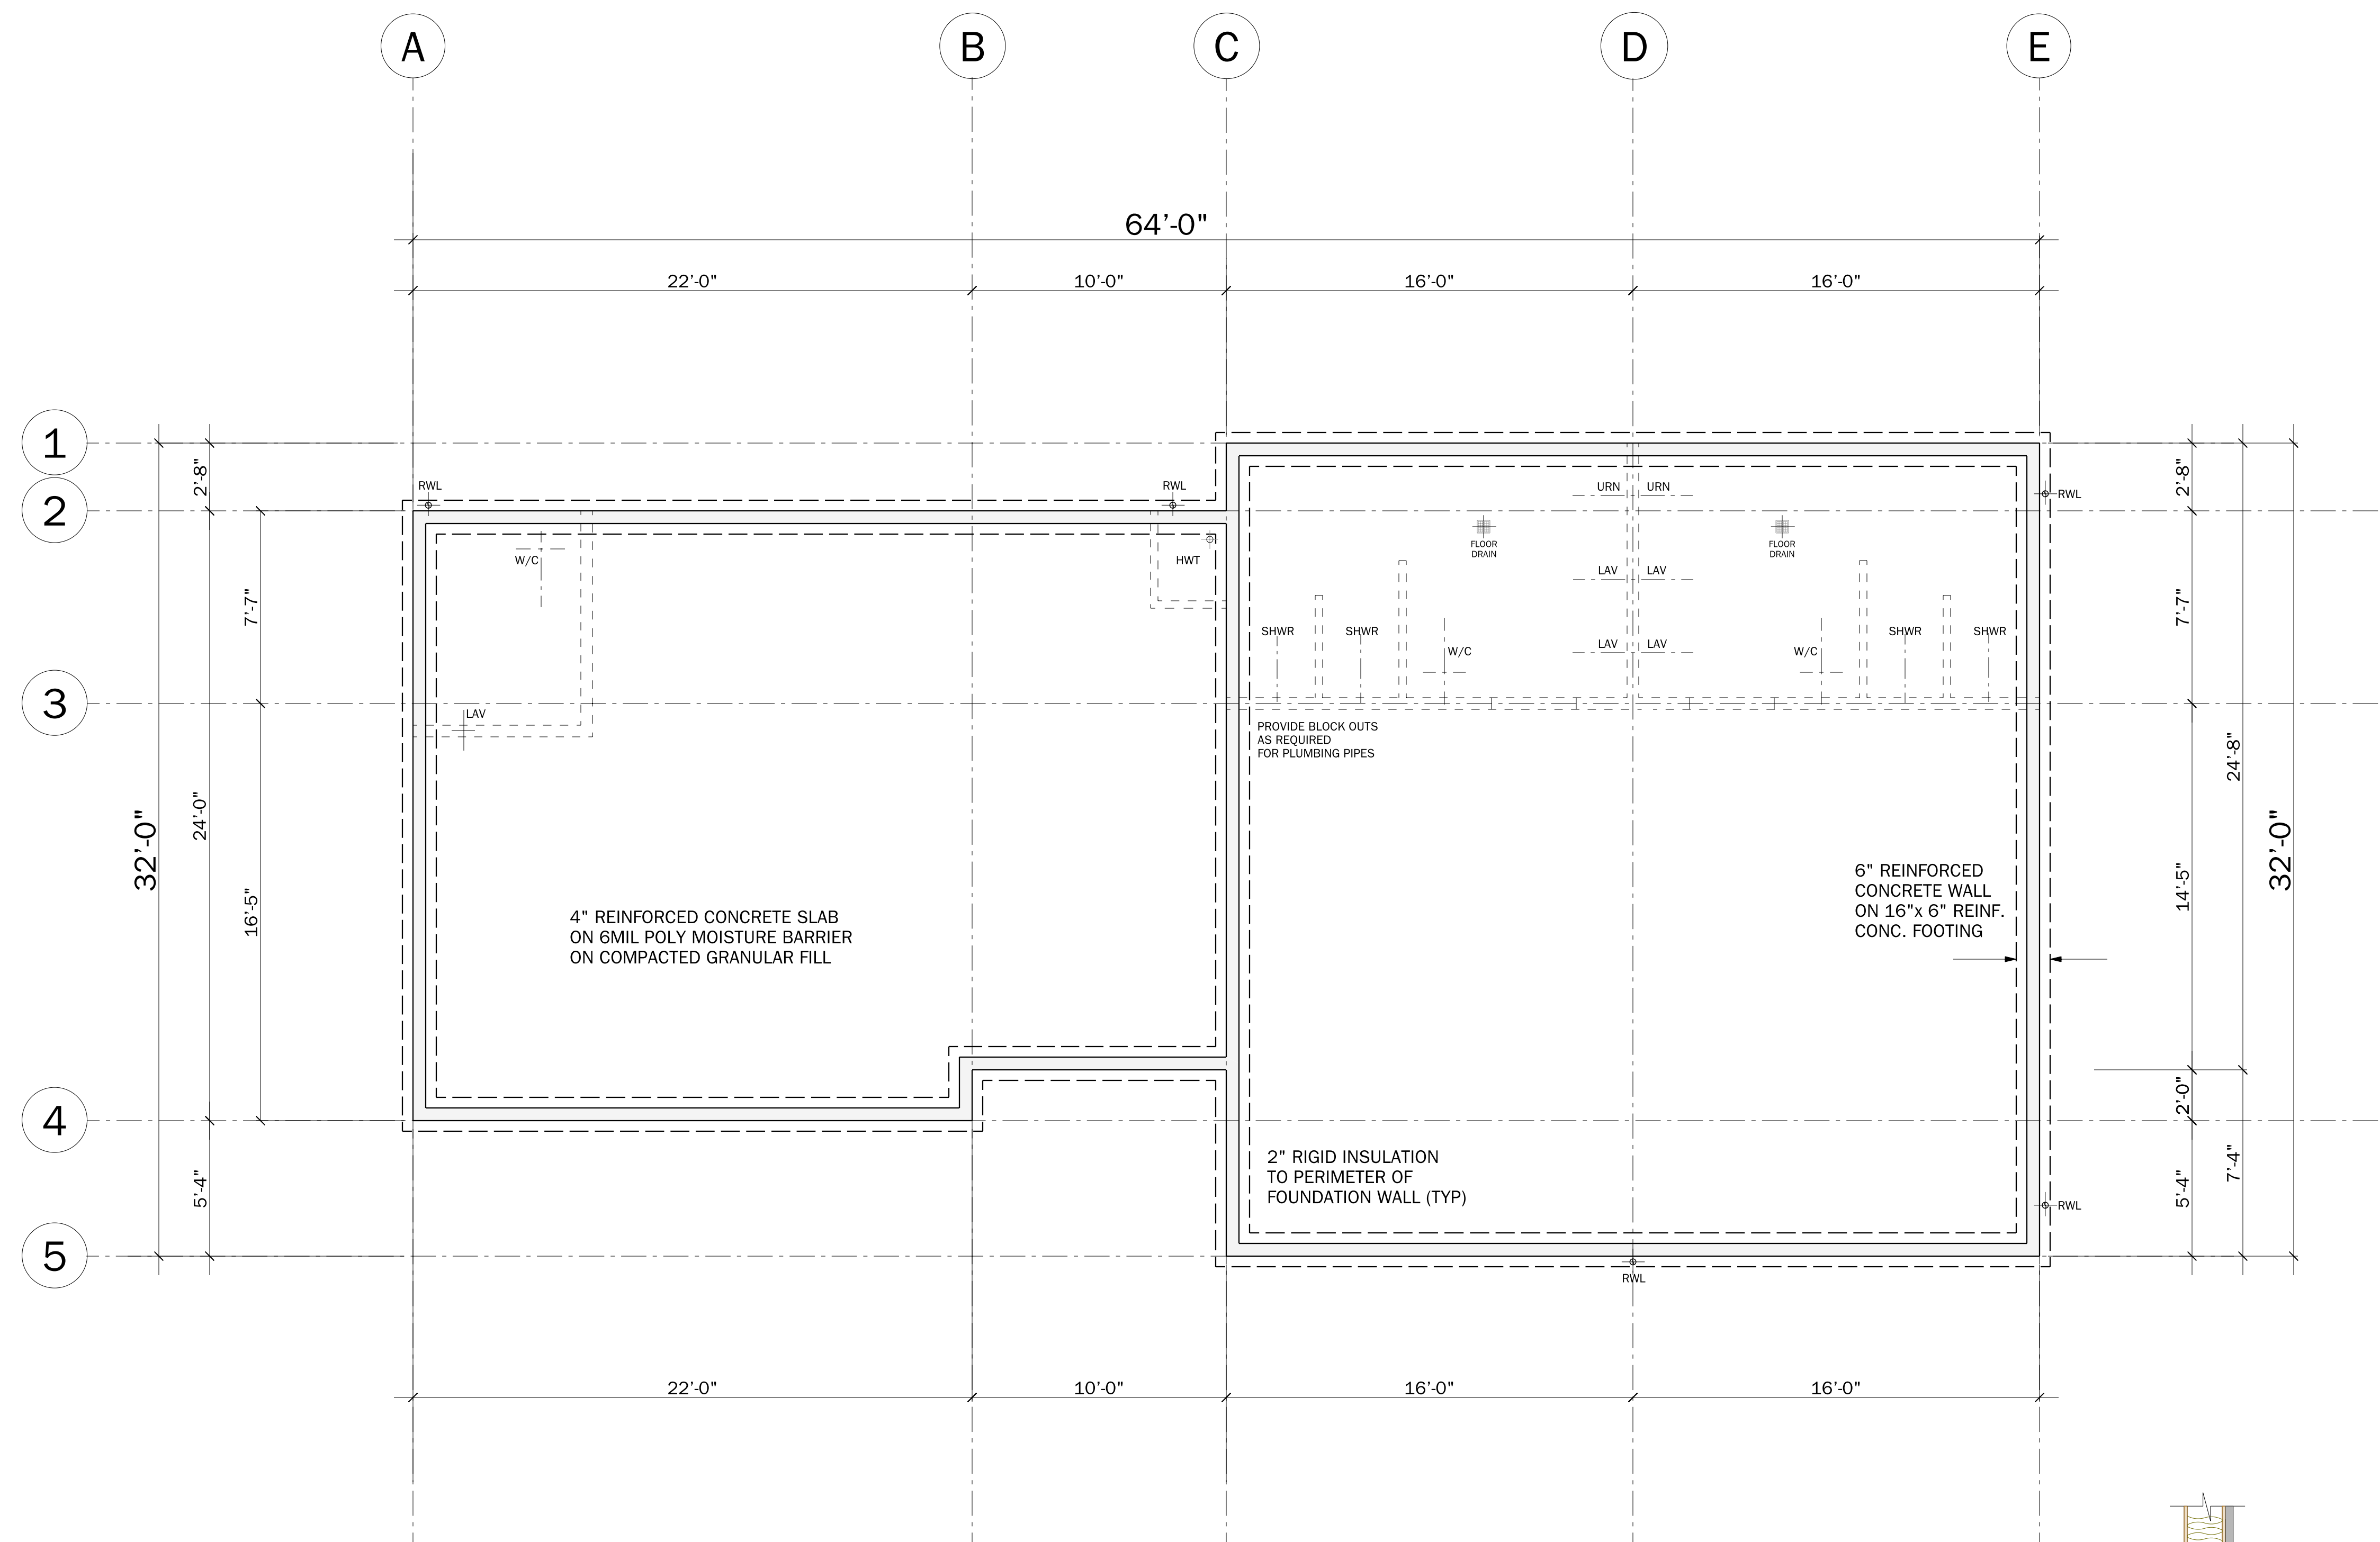 A B C D E
64'-0"
22'-0" 10'-0" 16'-0" 16'-0"
1
2'-8" 2'-8"
RWL RWL URN URN RWL
2
FLOOR DRAIN FLOOR DRAIN
W/C HWT LAV LAV
7'-7" 7'-7"
SHWR SHWR SHWR SHWR
W/C LAV LAV W/C
3
LAV
PROVIDE BLOCK OUTS
AS REQUIRED
FOR PLUMBING PIPES
24'-8"
32'-0" 24'-0" 32'-0"
16'-5" 14'-5"
6" REINFORCED
CONCRETE WALL
ON 16"x 6" REINF.
CONC. FOOTING
4" REINFORCED CONCRETE SLAB
ON 6MIL POLY MOISTURE BARRIER
ON COMPACTED GRANULAR FILL
2'-0"
4
2" RIGID INSULATION
TO PERIMETER OF
FOUNDATION WALL (TYP)
5'-4" 5'-4" 7'-4"
RWL
5
RWL
22'-0" 10'-0" 16'-0" 16'-0"